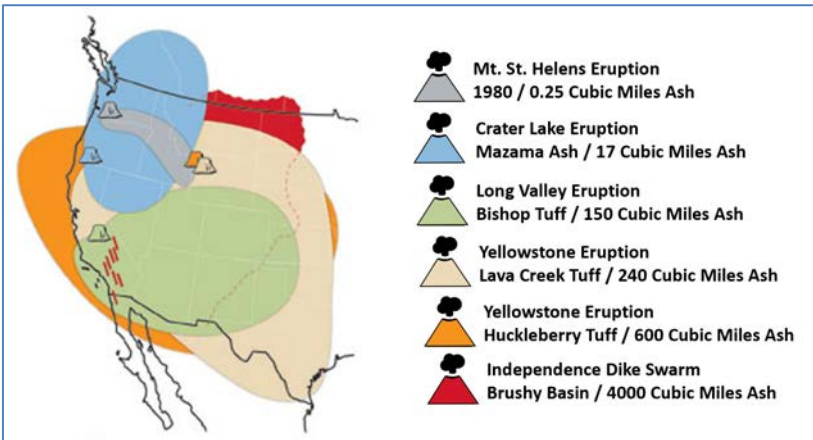 Mt. St. Helens Eruption
1980 / 0.25 Cubic Miles Ash
Crater Lake Eruption
Mazama Ash / 17 Cubic Miles Ash
Long Valley Eruption
Bishop Tuff / 150 Cubic Miles Ash
Yellowstone Eruption
Lava Creek Tuff / 240 Cubic Miles Ash
Yellowstone Eruption
Huckleberry Tuff / 600 Cubic Miles Ash
Independence Dike Swarm
Brushy Basin / 4000 Cubic Miles Ash